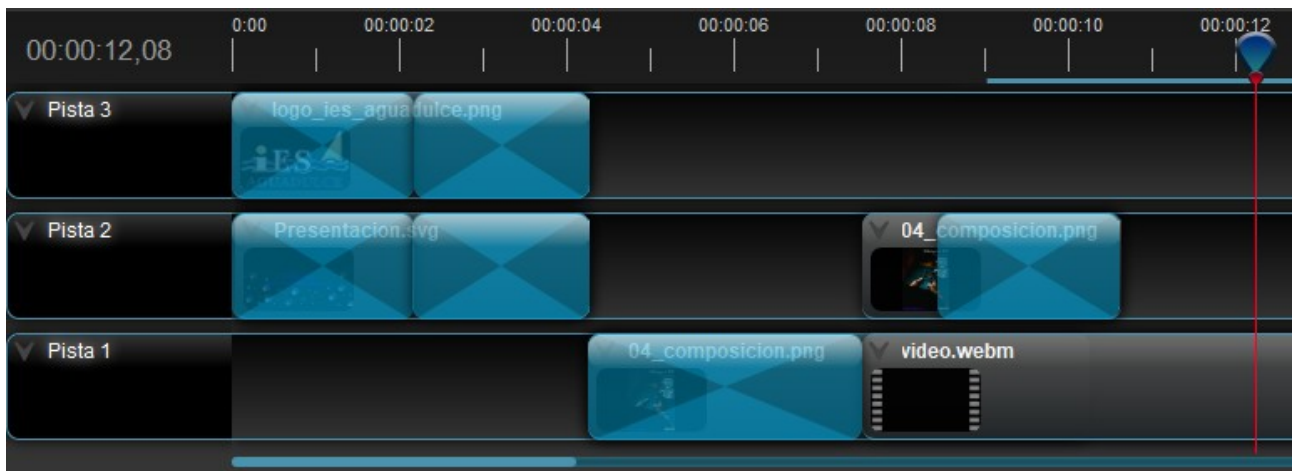 00:00:12,08
0:00 00:00:02 00:00:04 00:00:06 00:00:08 00:00:10 00:00:12
Pista 3
logo_ies_aguadulce.png
iES
AGUADULCE
Pista 2
Presentacion.svg
04_composicion.png
Pista 1
04_composicion.png
video.webm